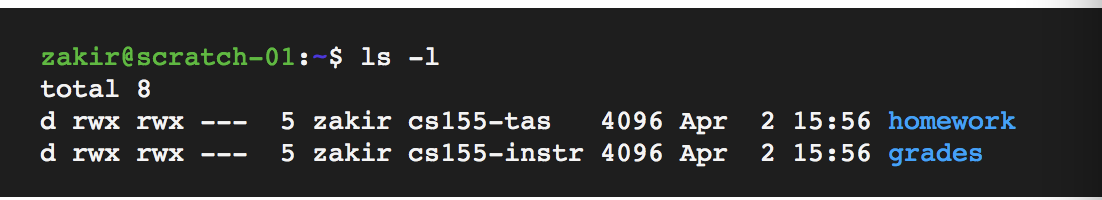 zakir@scratch-01:~$ ls -l
total 8
d rwx rwx ---  5 zakir cs155-tas   4096 Apr  2 15:56 homework
d rwx rwx ---  5 zakir cs155-instr 4096 Apr  2 15:56 grades